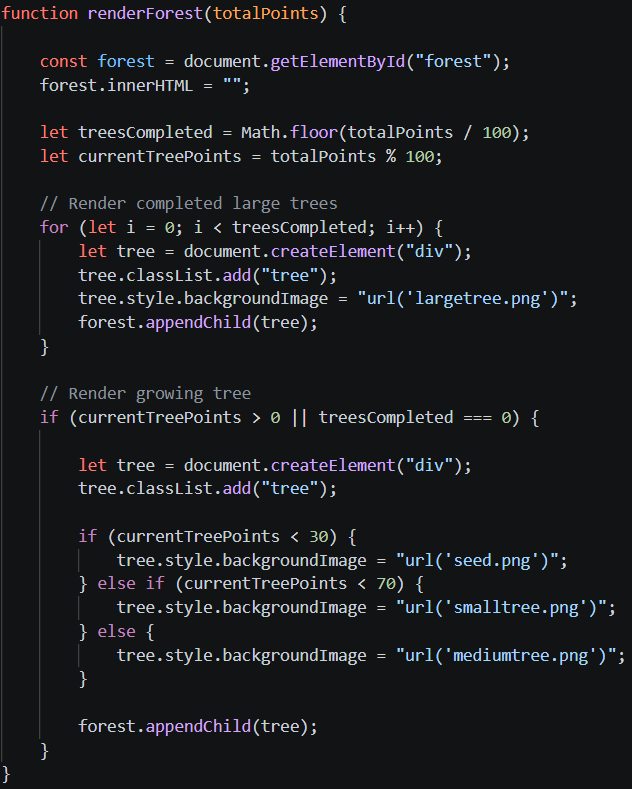 function renderForest(totalPoints) {
    const forest = document.getElementById("forest");
    forest.innerHTML = "";
    let treesCompleted = Math.floor(totalPoints / 100);
    let currentTreePoints = totalPoints % 100;
    // Render completed large trees
    for (let i = 0; i < treesCompleted; i++) {
        let tree = document.createElement("div");
        tree.classList.add("tree");
        tree.style.backgroundImage = "url('largetree.png')";
        forest.appendChild(tree);
    }
    // Render growing tree
    if (currentTreePoints > 0 || treesCompleted === 0) {
        let tree = document.createElement("div");
        tree.classList.add("tree");
        if (currentTreePoints < 30) {
            tree.style.backgroundImage = "url('seed.png')";
        } else if (currentTreePoints < 70) {
            tree.style.backgroundImage = "url('smalltree.png')";
        } else {
            tree.style.backgroundImage = "url('mediumtree.png')";
        }
        forest.appendChild(tree);
    }
}